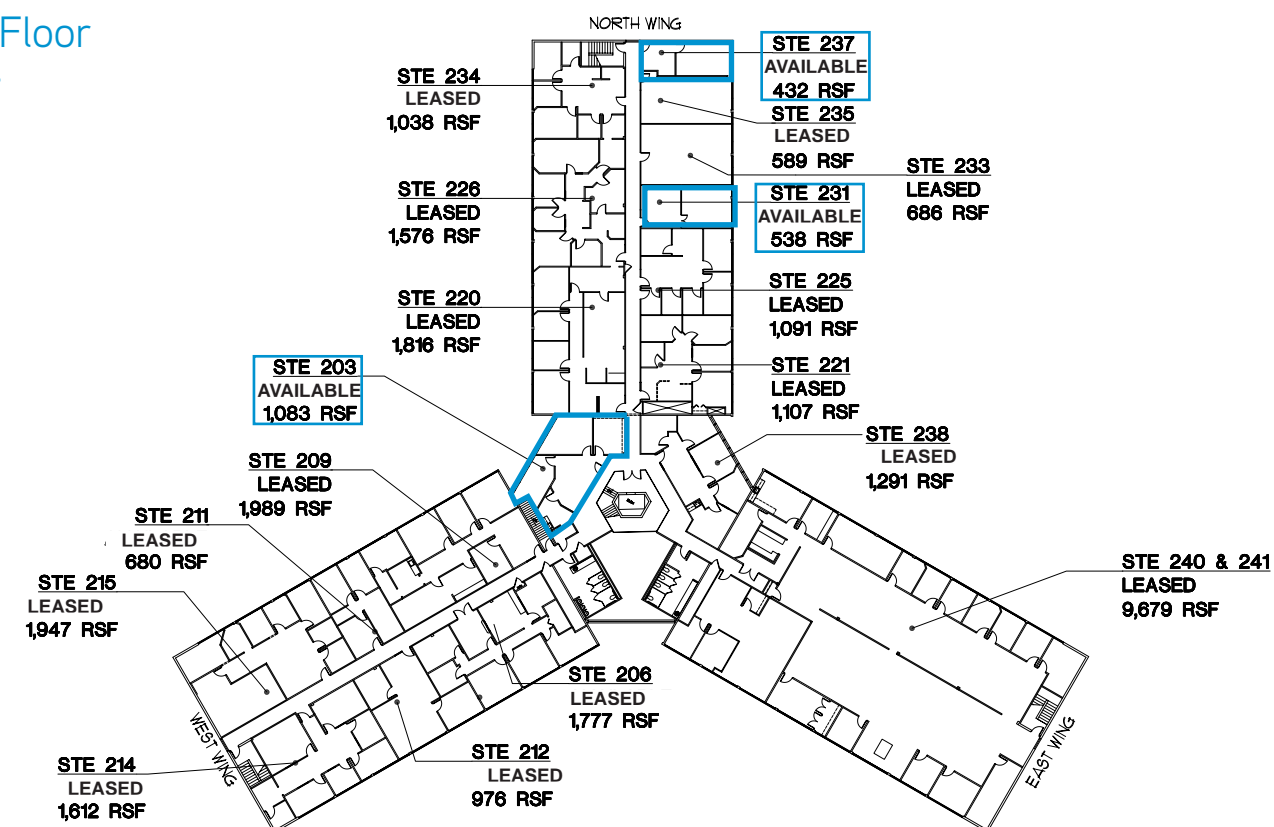 Floor
NORTH WING
STE 237
AVAILABLE
432 RSF
STE 234
LEASED
1,038 RSF
STE 235
LEASED
589 RSF
STE 233
LEASED
686 RSF
STE 226
LEASED
1,576 RSF
STE 231
AVAILABLE
538 RSF
STE 225
LEASED
1,091 RSF
STE 220
LEASED
1,816 RSF
STE 221
LEASED
1,107 RSF
STE 203
AVAILABLE
1,083 RSF
STE 238
LEASED
1,291 RSF
STE 209
LEASED
1,989 RSF
STE 211
LEASED
680 RSF
STE 215
LEASED
1,947 RSF
STE 240 & 241
LEASED
9,679 RSF
STE 206
LEASED
1,777 RSF
STE 212
LEASED
976 RSF
STE 214
LEASED
1,612 RSF
WEST WING
EAST WING